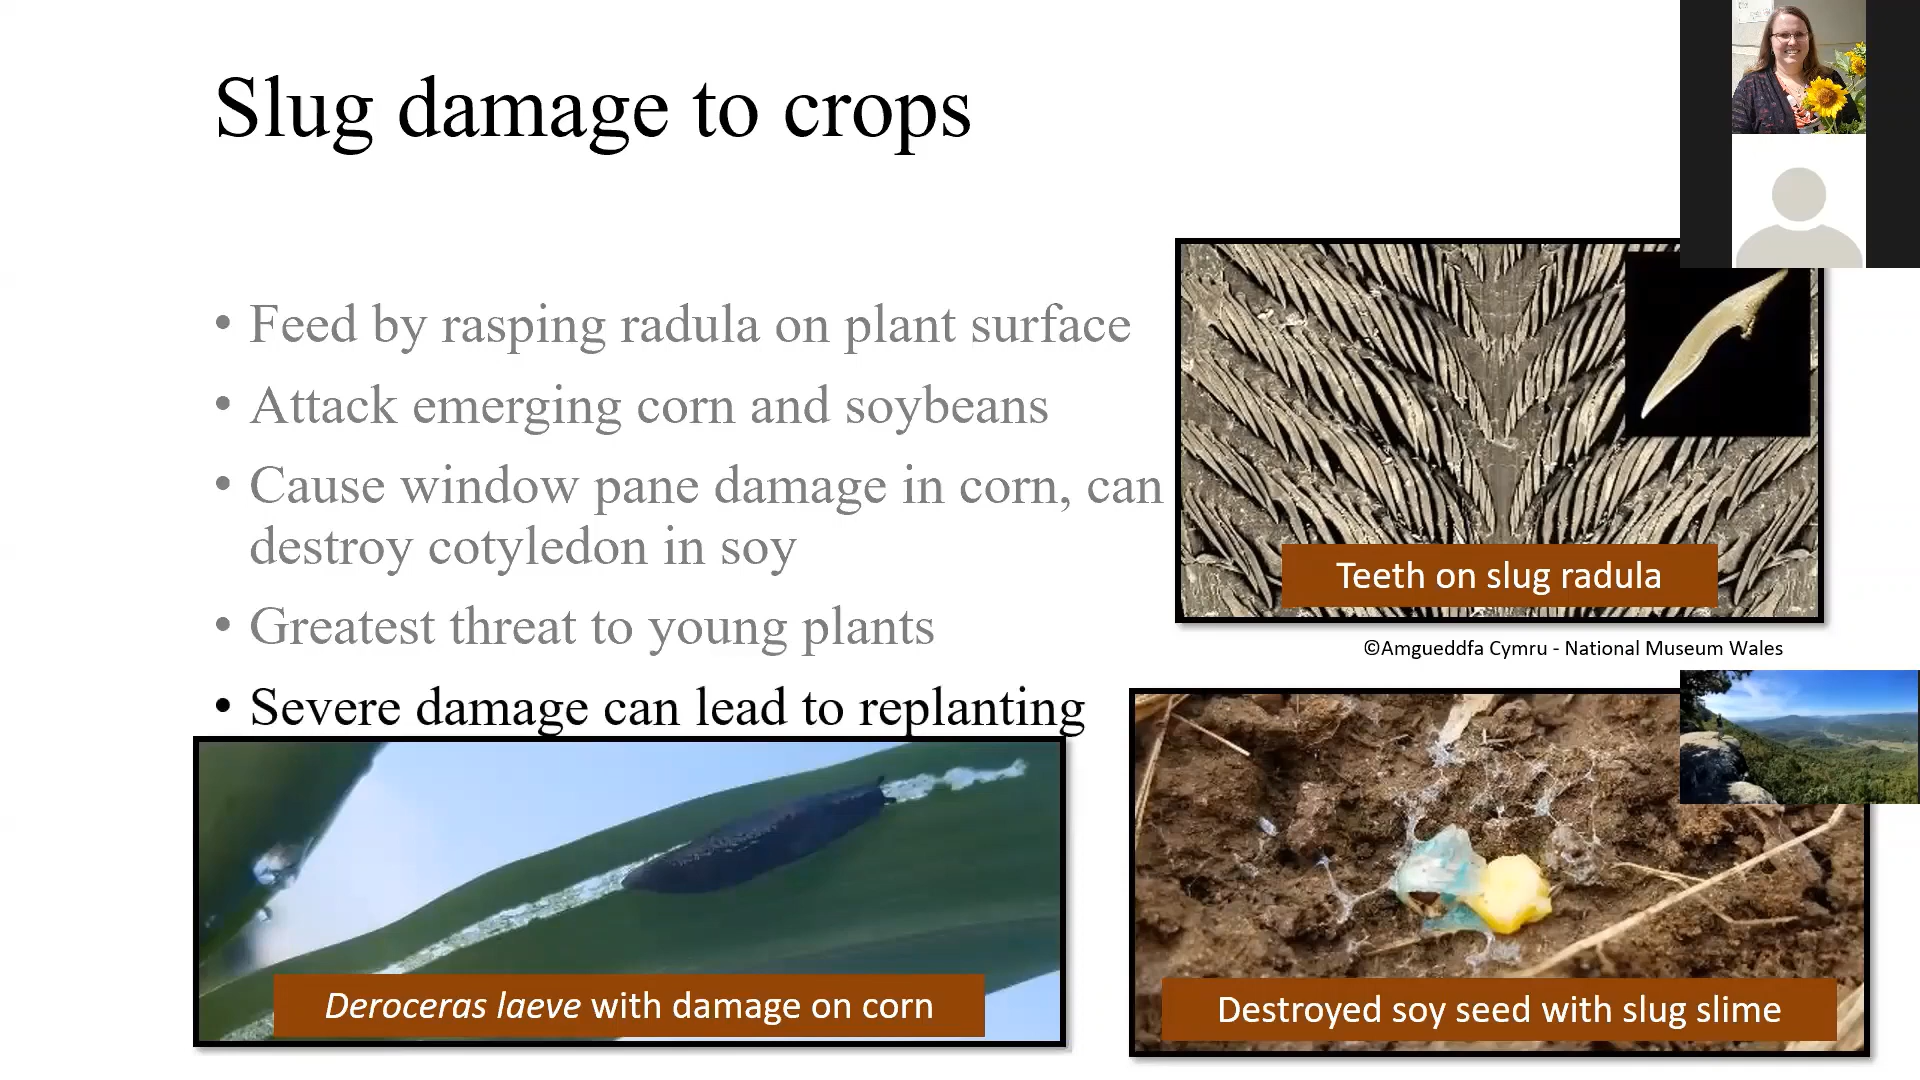 Slug damage to crops
• Feed by rasping radula on plant surface
• Attack emerging corn and soybeans
• Cause window pane damage in corn, can
destroy cotyledon in soy
• Greatest threat to young plants
• Severe damage can lead to replanting
Teeth on slug radula
©Amgueddfa Cymru - National Museum Wales
Deroceras laeve with damage on corn
Destroyed soy seed with slug slime